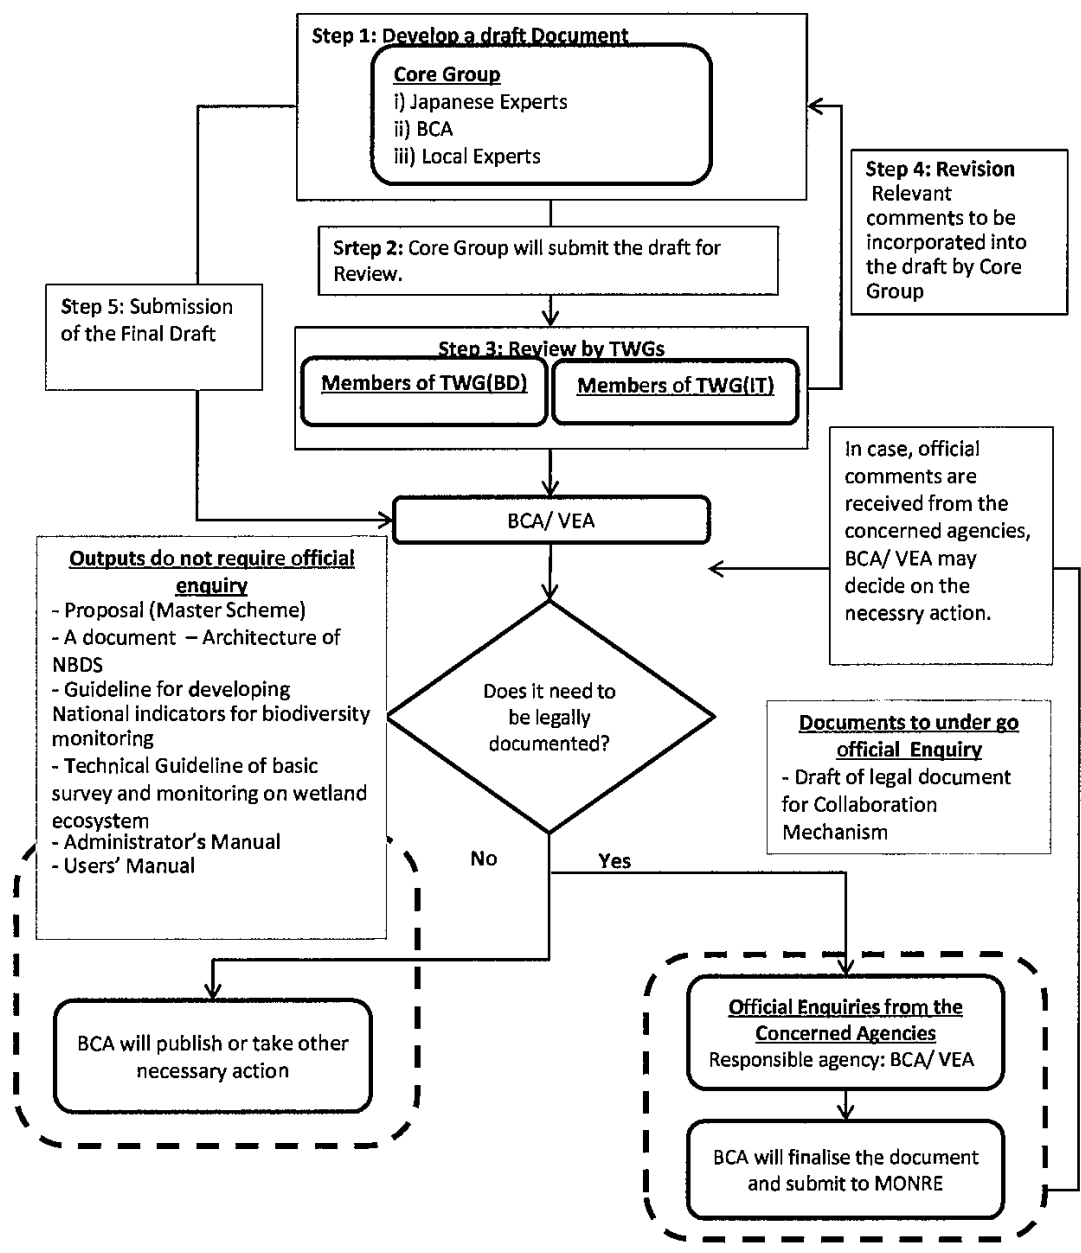 Step 1: Develop a draft Document
Core Group
i) Japanese Experts
ii) BCA
iii) Local Experts
Step 4: Revision
Relevant
comments to be
incorporated into
the draft by Core
Group
Srtep 2: Core Group will submit the draft for
Review.
Step 5: Submission
of the Final Draft
Step 3: Review by TWGs
Members of TWG(BD)
Members of TWG(IT)
In case, official
comments are
received from the
concerned agencies,
BCA/ VEA may
decide on the
necessry action.
BCA/ VEA
Outputs do not require official
enquiry
- Proposal (Master Scheme)
- A document – Architecture of
NBDS
- Guideline for developing
National indicators for biodiversity
monitoring
- Technical Guideline of basic
survey and monitoring on wetland
ecosystem
- Administrator's Manual
- Users' Manual
Does it need to
be legally
documented?
Documents to under go
official Enquiry
- Draft of legal document
for Collaboration
Mechanism
No
Yes
BCA will publish or take other
necessary action
Official Enquiries from the
Concerned Agencies
Responsible agency: BCA/ VEA
BCA will finalise the document
and submit to MONRE